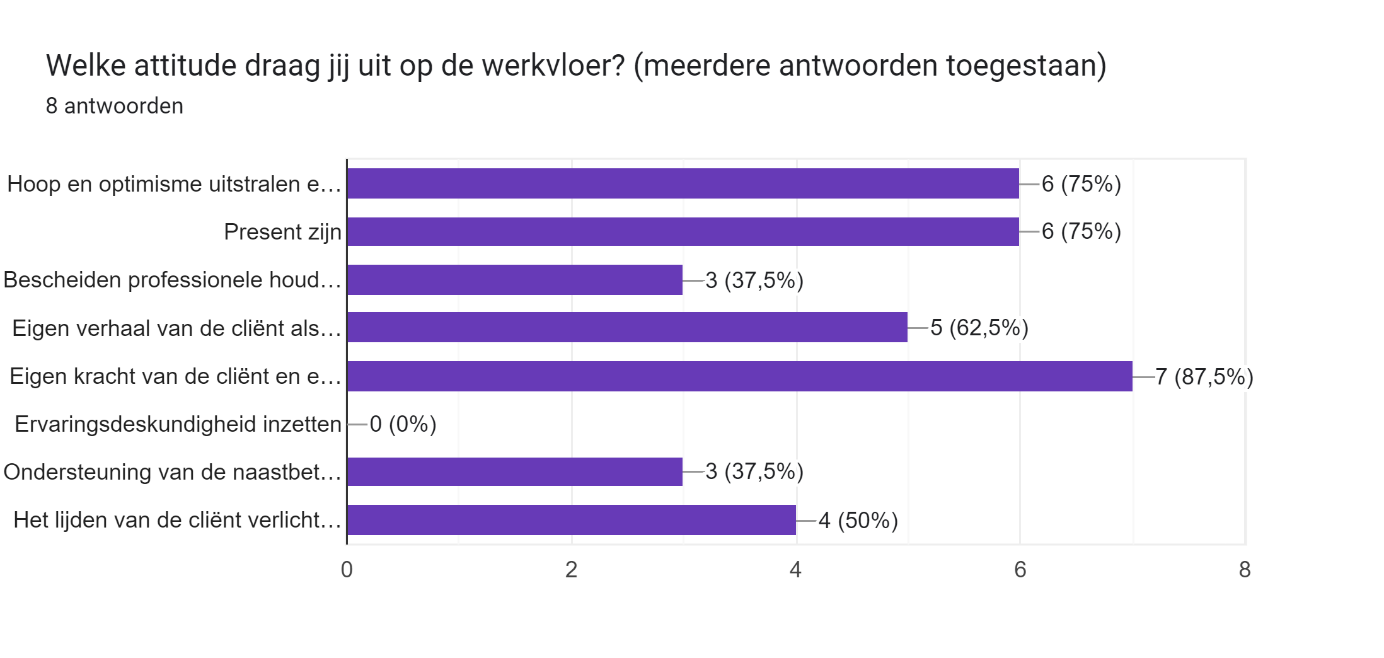 Welke attitude draag jij uit op de werkvloer? (meerdere antwoorden toegestaan)
8 antwoorden
Hoop en optimisme uitstralen e… 6 (75%)
Present zijn 6 (75%)
Bescheiden professionele houd… 3 (37,5%)
Eigen verhaal van de cliënt als… 5 (62,5%)
Eigen kracht van de cliënt en e… 7 (87,5%)
Ervaringsdeskundigheid inzetten 0 (0%)
Ondersteuning van de naastbet… 3 (37,5%)
Het lijden van de cliënt verlicht… 4 (50%)
0 2 4 6 8